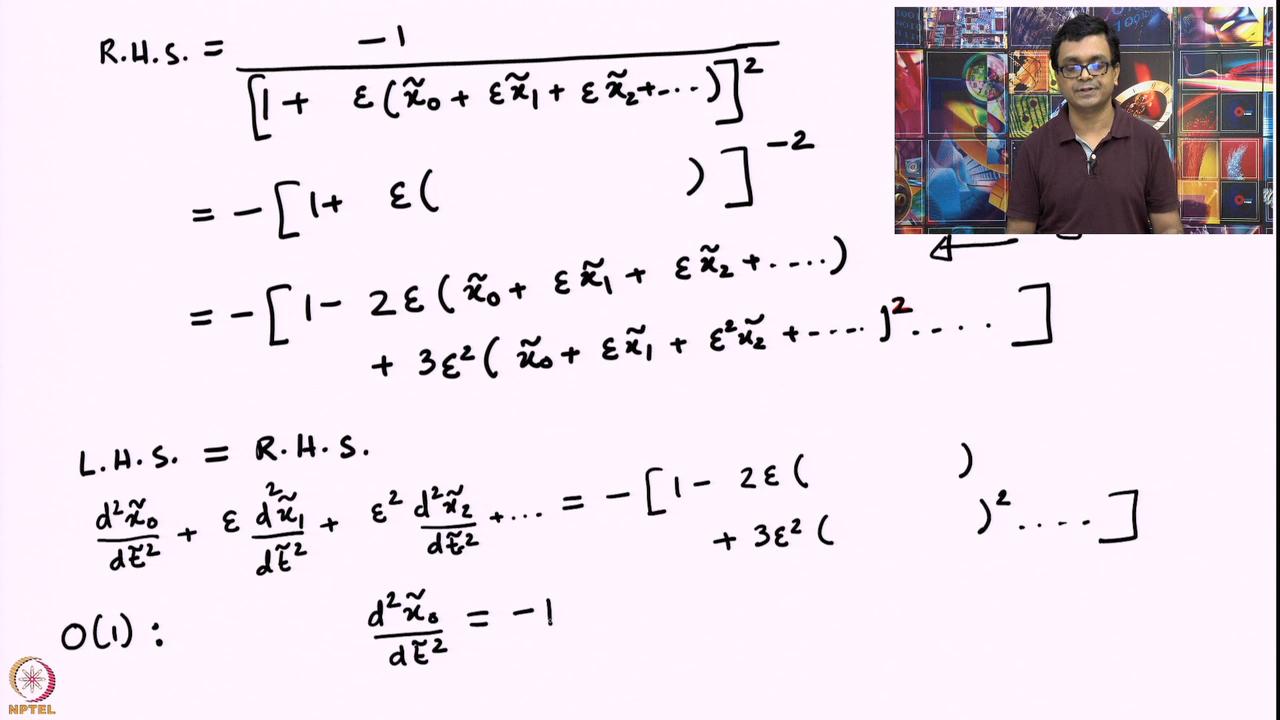 R.H.S. = -1 / [1 + ε(x̃₀ + εx̃₁ + εx̃₂+...)]²
= -[1+ ε( )]⁻²
= -[1- 2ε(x̃₀ + εx̃₁ + εx̃₂ +....)
+ 3ε²(x̃₀ + εx̃₁ + ε²x̃₂ +.....)²....]
L.H.S. = R.H.S.
d²x̃₀/dt̃² + ε d²x̃₁/dt̃² + ε² d²x̃₂/dt̃² +... = -[1- 2ε( )
+ 3ε²( )²....]
O(1): d²x̃₀/dt̃² = -1
NPTEL